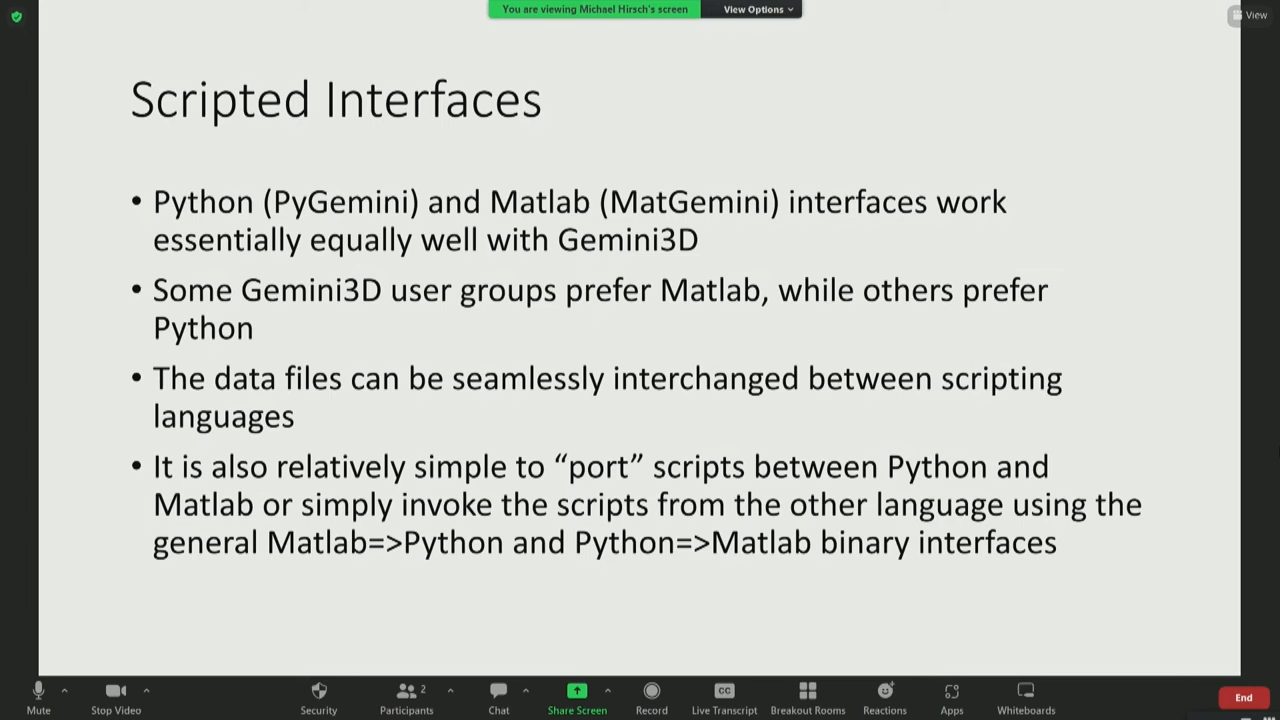 You are viewing Michael Hirsch's screen
View Options
View
Scripted Interfaces
• Python (PyGemini) and Matlab (MatGemini) interfaces work
essentially equally well with Gemini3D
• Some Gemini3D user groups prefer Matlab, while others prefer
Python
• The data files can be seamlessly interchanged between scripting
languages
• It is also relatively simple to “port” scripts between Python and
Matlab or simply invoke the scripts from the other language using the
general Matlab=>Python and Python=>Matlab binary interfaces
2
CC
Mute
Stop Video
Security
Participants
Chat
Share Screen
Record
Live Transcript
Breakout Rooms
Reactions
Apps
Whiteboards
End